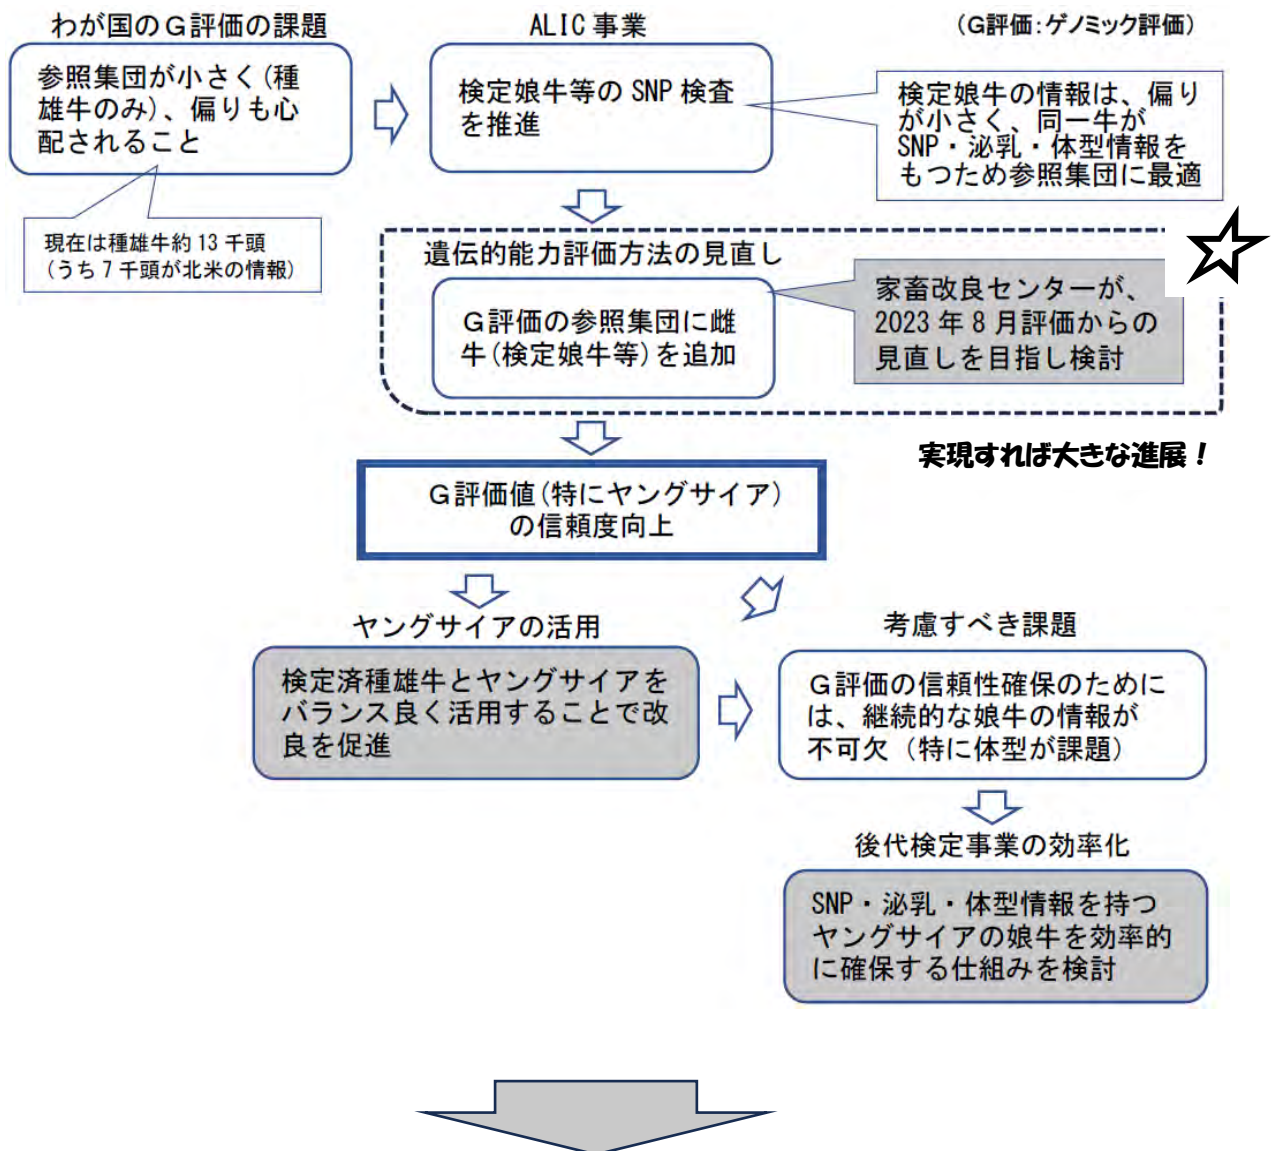 わが国のG評価の課題
ALIC 事業
(G評価:ゲノミック評価)
参照集団が小さく(種
雄牛のみ)、偏りも心
配されること
検定娘牛等の SNP 検査
を推進
検定娘牛の情報は、偏り
が小さく、同一牛が
SNP・泌乳・体型情報を
もつため参照集団に最適
現在は種雄牛約 13 千頭
(うち 7 千頭が北米の情報)
遺伝的能力評価方法の見直し
G評価の参照集団に雌
牛(検定娘牛等)を追加
家畜改良センターが、
2023 年 8 月評価からの
見直しを目指し検討
実現すれば大きな進展！
G評価値(特にヤングサイア)
の信頼度向上
ヤングサイアの活用
検定済種雄牛とヤングサイアを
バランス良く活用することで改
良を促進
考慮すべき課題
G評価の信頼性確保のために
は、継続的な娘牛の情報が
不可欠（特に体型が課題）
後代検定事業の効率化
SNP・泌乳・体型情報を持つ
ヤングサイアの娘牛を効率的
に確保する仕組みを検討